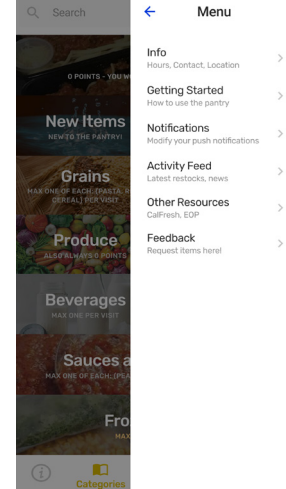 Search
0 POINTS - YOU W
New Items
NEW TO THE PANTRY!
Grains
MAX ONE OF EACH: [PASTA, R
CEREAL] PER VISIT
Produce
ALSO ALWAYS 0 POINTS
Beverages
MAX ONE PER VISIT
Sauces a
MAX ONE OF EACH: [PEA
Fro
MAX
Categories
Menu
Info
Hours, Contact, Location
Getting Started
How to use the pantry
Notifications
Modify your push notifications
Activity Feed
Latest restocks, news
Other Resources
CalFresh, EOP
Feedback
Request items here!